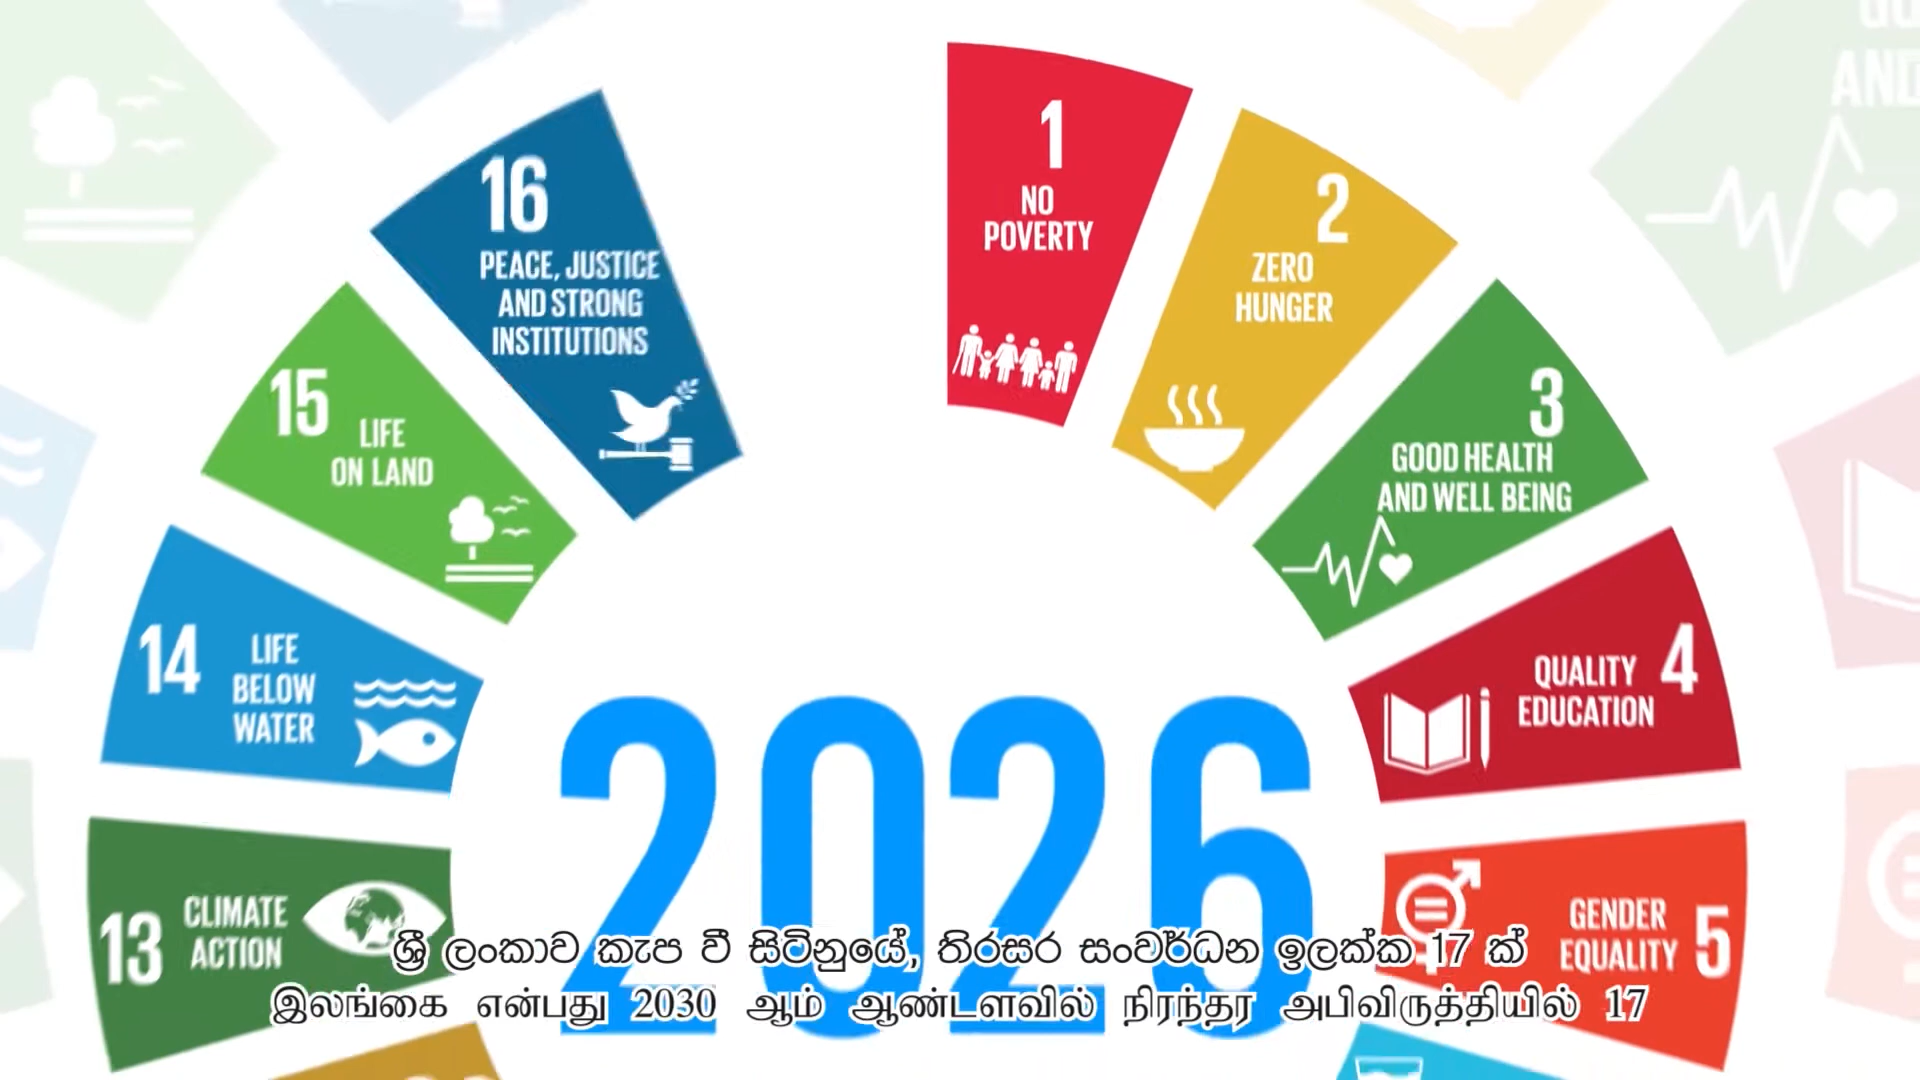 16
PEACE, JUSTICE
AND STRONG
INSTITUTIONS
1
NO
POVERTY
2
ZERO
HUNGER
3
GOOD HEALTH
AND WELL BEING
15
LIFE
ON LAND
14
LIFE
BELOW
WATER
4
QUALITY
EDUCATION
13
CLIMATE
ACTION
2026
5
GENDER
EQUALITY
ශ්‍රී ලංකාව කැප වී සිටිනුයේ, තිරසර සංවර්ධන ඉලක්ක 17 ක්
இலங்கை என்பது 2030 ஆம் ஆண்டளவில் நிரந்தர அபிவிருத்தியில் 17
AND